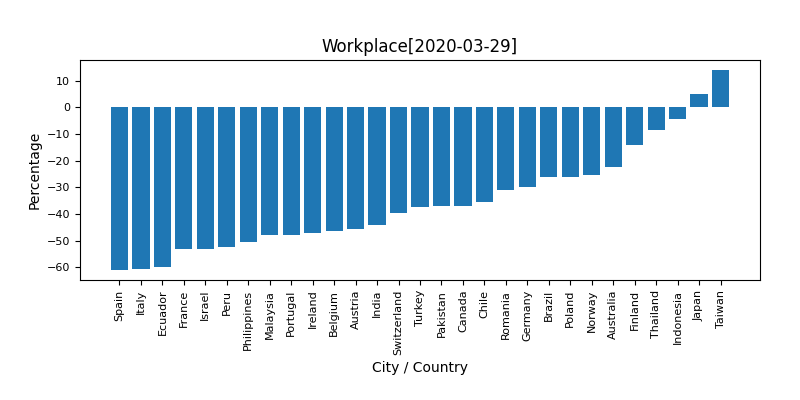 Workplace[2020-03-29]
Percentage
10
0
−10
−20
−30
−40
−50
−60
Spain
Italy
Ecuador
France
Israel
Peru
Philippines
Malaysia
Portugal
Ireland
Belgium
Austria
India
Switzerland
Turkey
Pakistan
Canada
Chile
Romania
Germany
Brazil
Poland
Norway
Australia
Finland
Thailand
Indonesia
Japan
Taiwan
City / Country